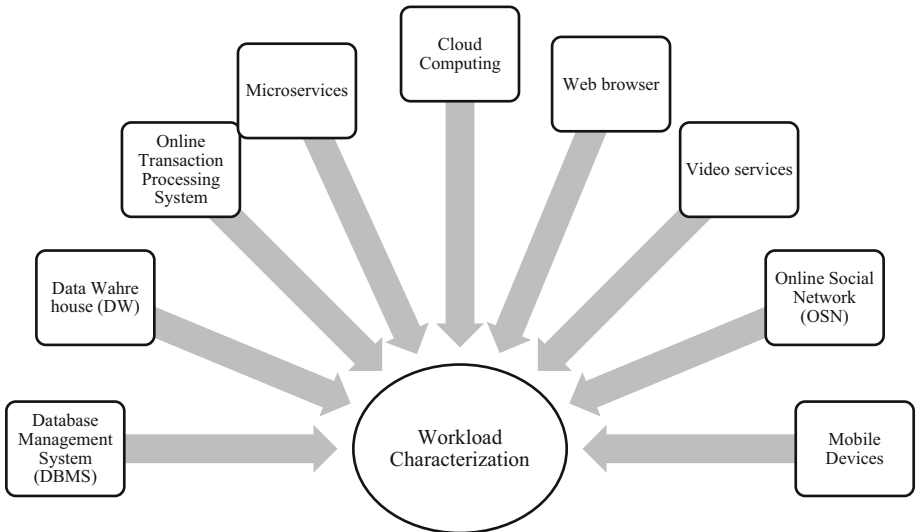 Cloud
Computing
Microservices
Web browser
Online
Transaction
Processing
System
Video services
Data Wahre
house (DW)
Online Social
Network
(OSN)
Database
Management
System
(DBMS)
Workload
Characterization
Mobile
Devices